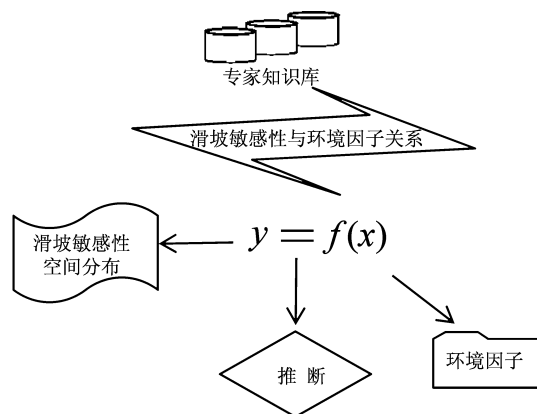 专家知识库
滑坡敏感性与环境因子关系
y = f(x)
滑坡敏感性
空间分布
推 断
环境因子